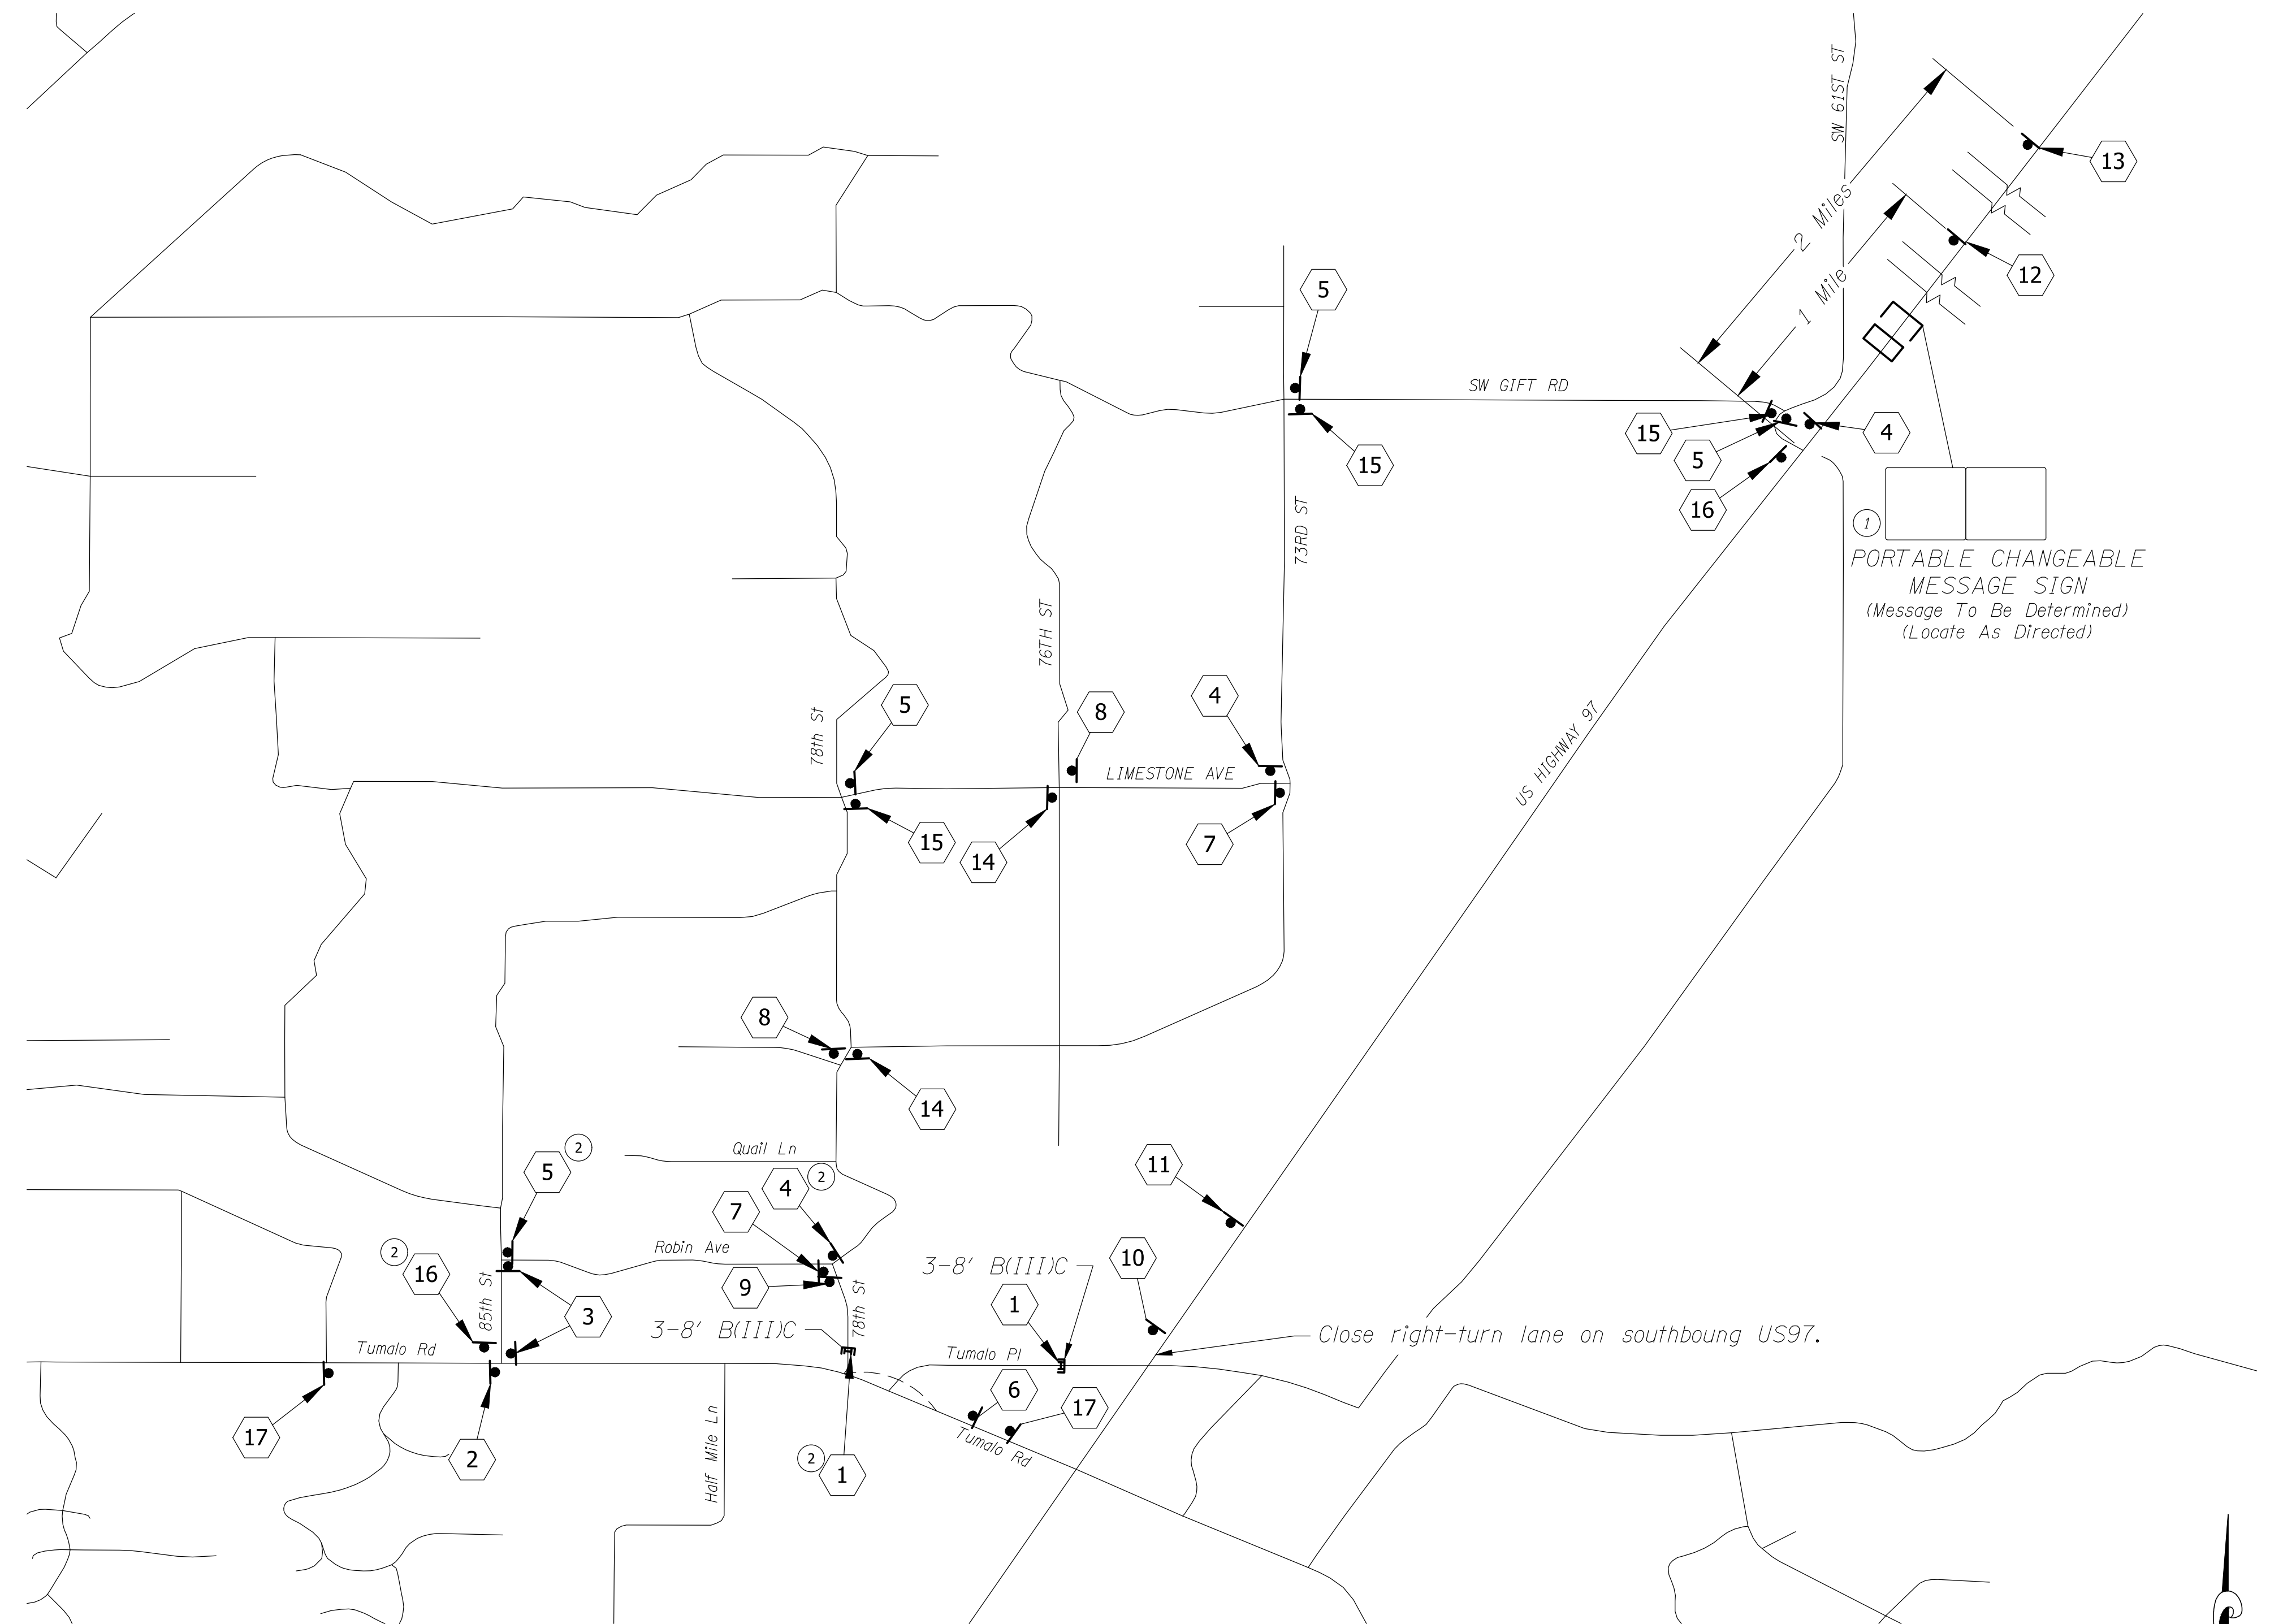 SW 61ST ST
13
2 Miles
12
1 Mile
5
SW GIFT RD
15
5
4
15
16
1
PORTABLE CHANGEABLE
MESSAGE SIGN
(Message To Be Determined)
(Locate As Directed)
73RD ST
76TH ST
78th St
5
8
4
LIMESTONE AVE
US HIGHWAY 97
15
14
7
8
14
Quail Ln
5
2
4
2
7
11
Robin Ave
2
16
9
10
3-8' B(III)C
1
85th St
3
78th St
3-8' B(III)C
Close right-turn lane on southboung US97.
Tumalo Rd
Tumalo Pl
6
17
17
2
Half Mile Ln
Tumalo Rd
2
1